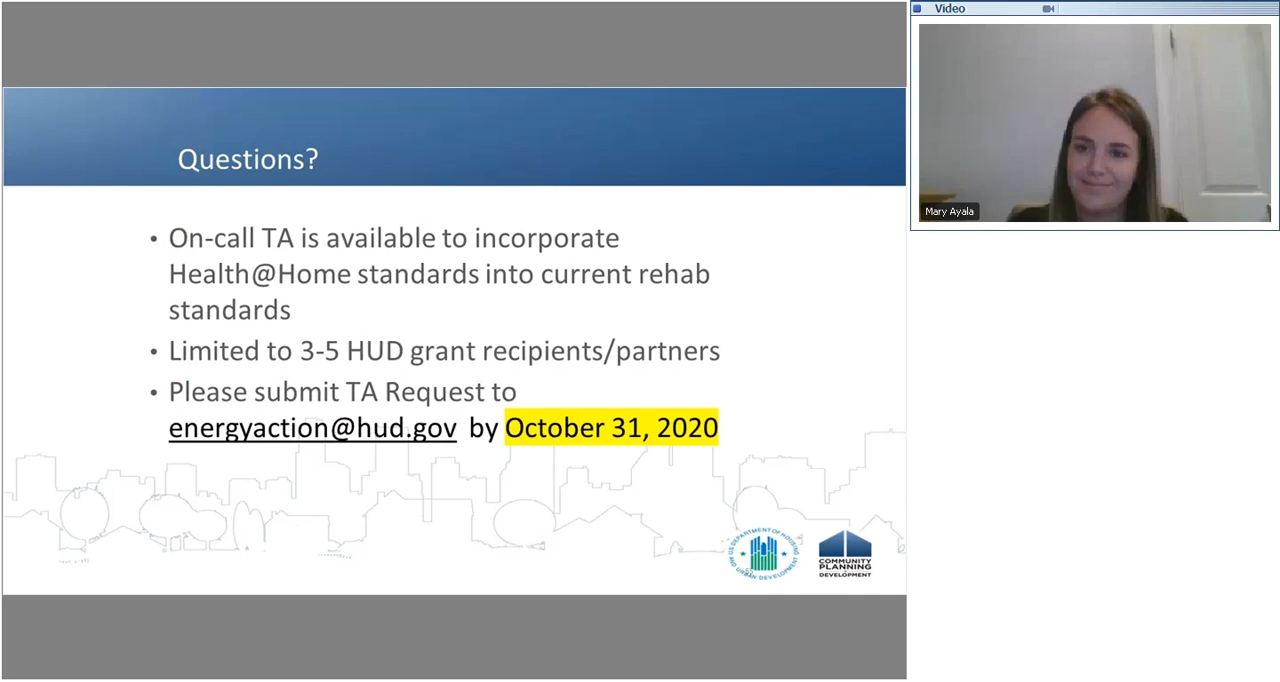 Video
Questions?
• On-call TA is available to incorporate
Health@Home standards into current rehab
standards
• Limited to 3-5 HUD grant recipients/partners
• Please submit TA Request to
energyaction@hud.gov by October 31, 2020
Mary Ayala
U.S. DEPARTMENT OF HOUSING
AND URBAN DEVELOPMENT
COMMUNITY
PLANNING
DEVELOPMENT